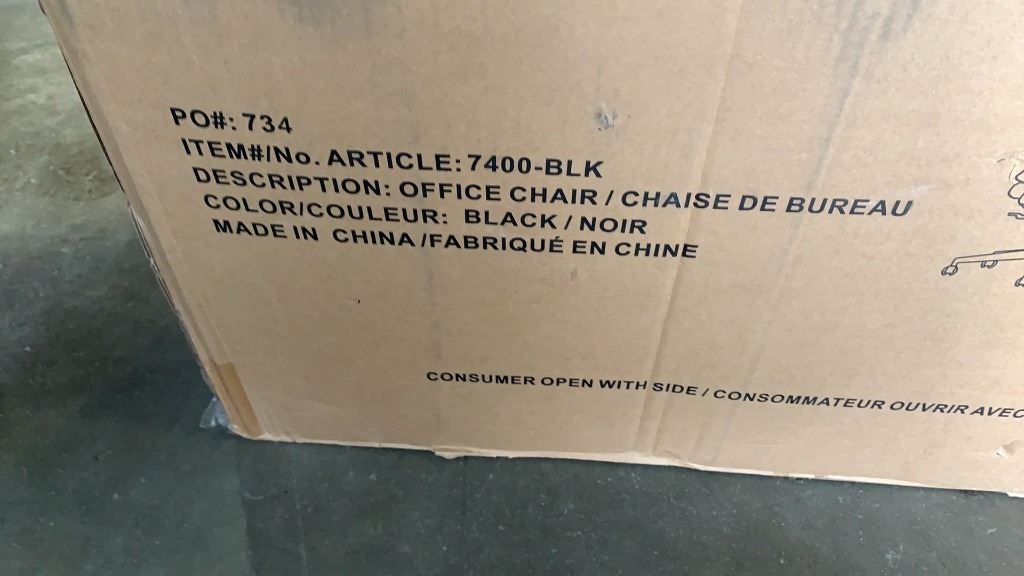 PO#: 734
ITEM#/No. ARTICLE: 7400-BLK
DESCRIPTION: OFFICE CHAIR / CHAISE DE BUREAU
COLOR/COULEUR: BLACK / NOIR
MADE IN CHINA /FABRIQUÉ EN CHINE
CONSUMER OPEN WITH SIDE / CONSOMMATEUR OUVRIR AVEC